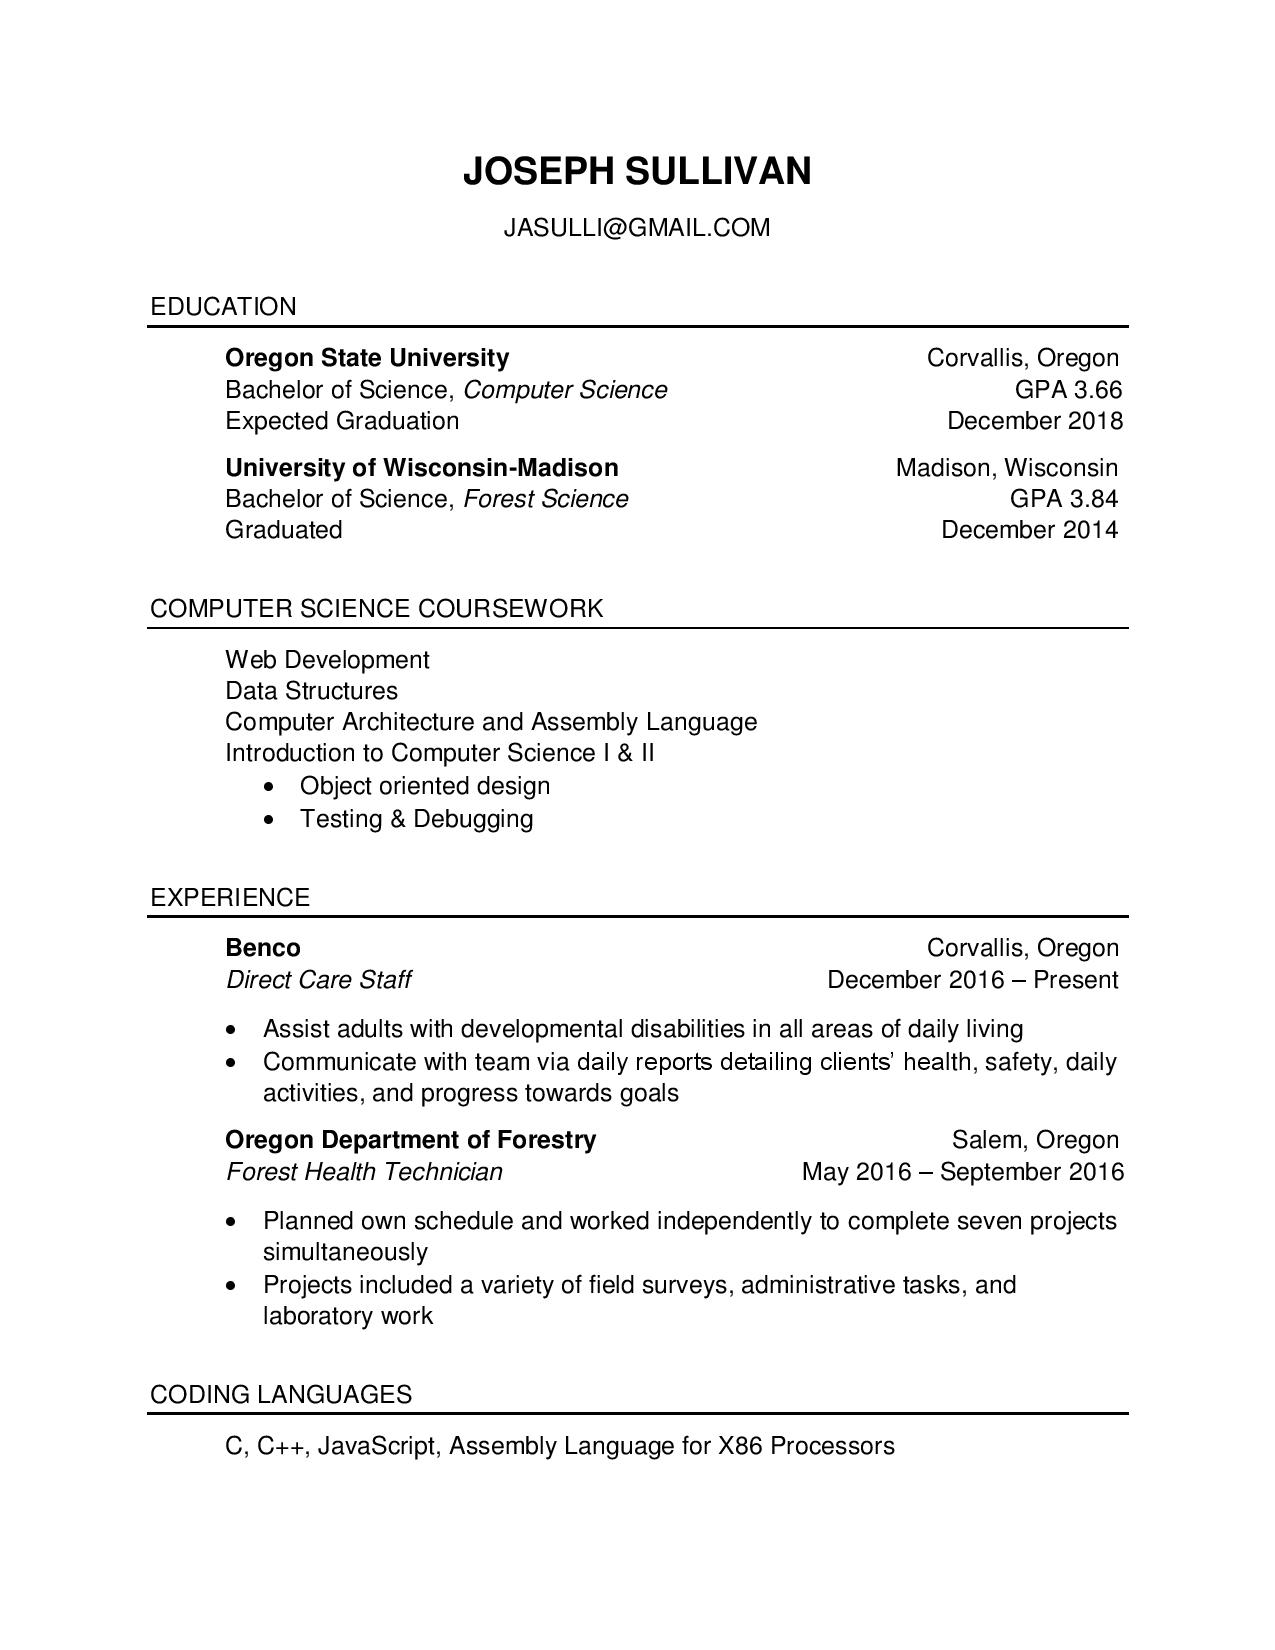 JOSEPH SULLIVAN
JASULLI@GMAIL.COM
EDUCATION
Oregon State University Corvallis, Oregon
Bachelor of Science, Computer Science GPA 3.66
Expected Graduation December 2018
University of Wisconsin-Madison Madison, Wisconsin
Bachelor of Science, Forest Science GPA 3.84
Graduated December 2014
COMPUTER SCIENCE COURSEWORK
Web Development
Data Structures
Computer Architecture and Assembly Language
Introduction to Computer Science I & II
• Object oriented design
• Testing & Debugging
EXPERIENCE
Benco Corvallis, Oregon
Direct Care Staff December 2016 – Present
• Assist adults with developmental disabilities in all areas of daily living
• Communicate with team via daily reports detailing clients’ health, safety, daily
activities, and progress towards goals
Oregon Department of Forestry Salem, Oregon
Forest Health Technician May 2016 – September 2016
• Planned own schedule and worked independently to complete seven projects
simultaneously
• Projects included a variety of field surveys, administrative tasks, and
laboratory work
CODING LANGUAGES
C, C++, JavaScript, Assembly Language for X86 Processors